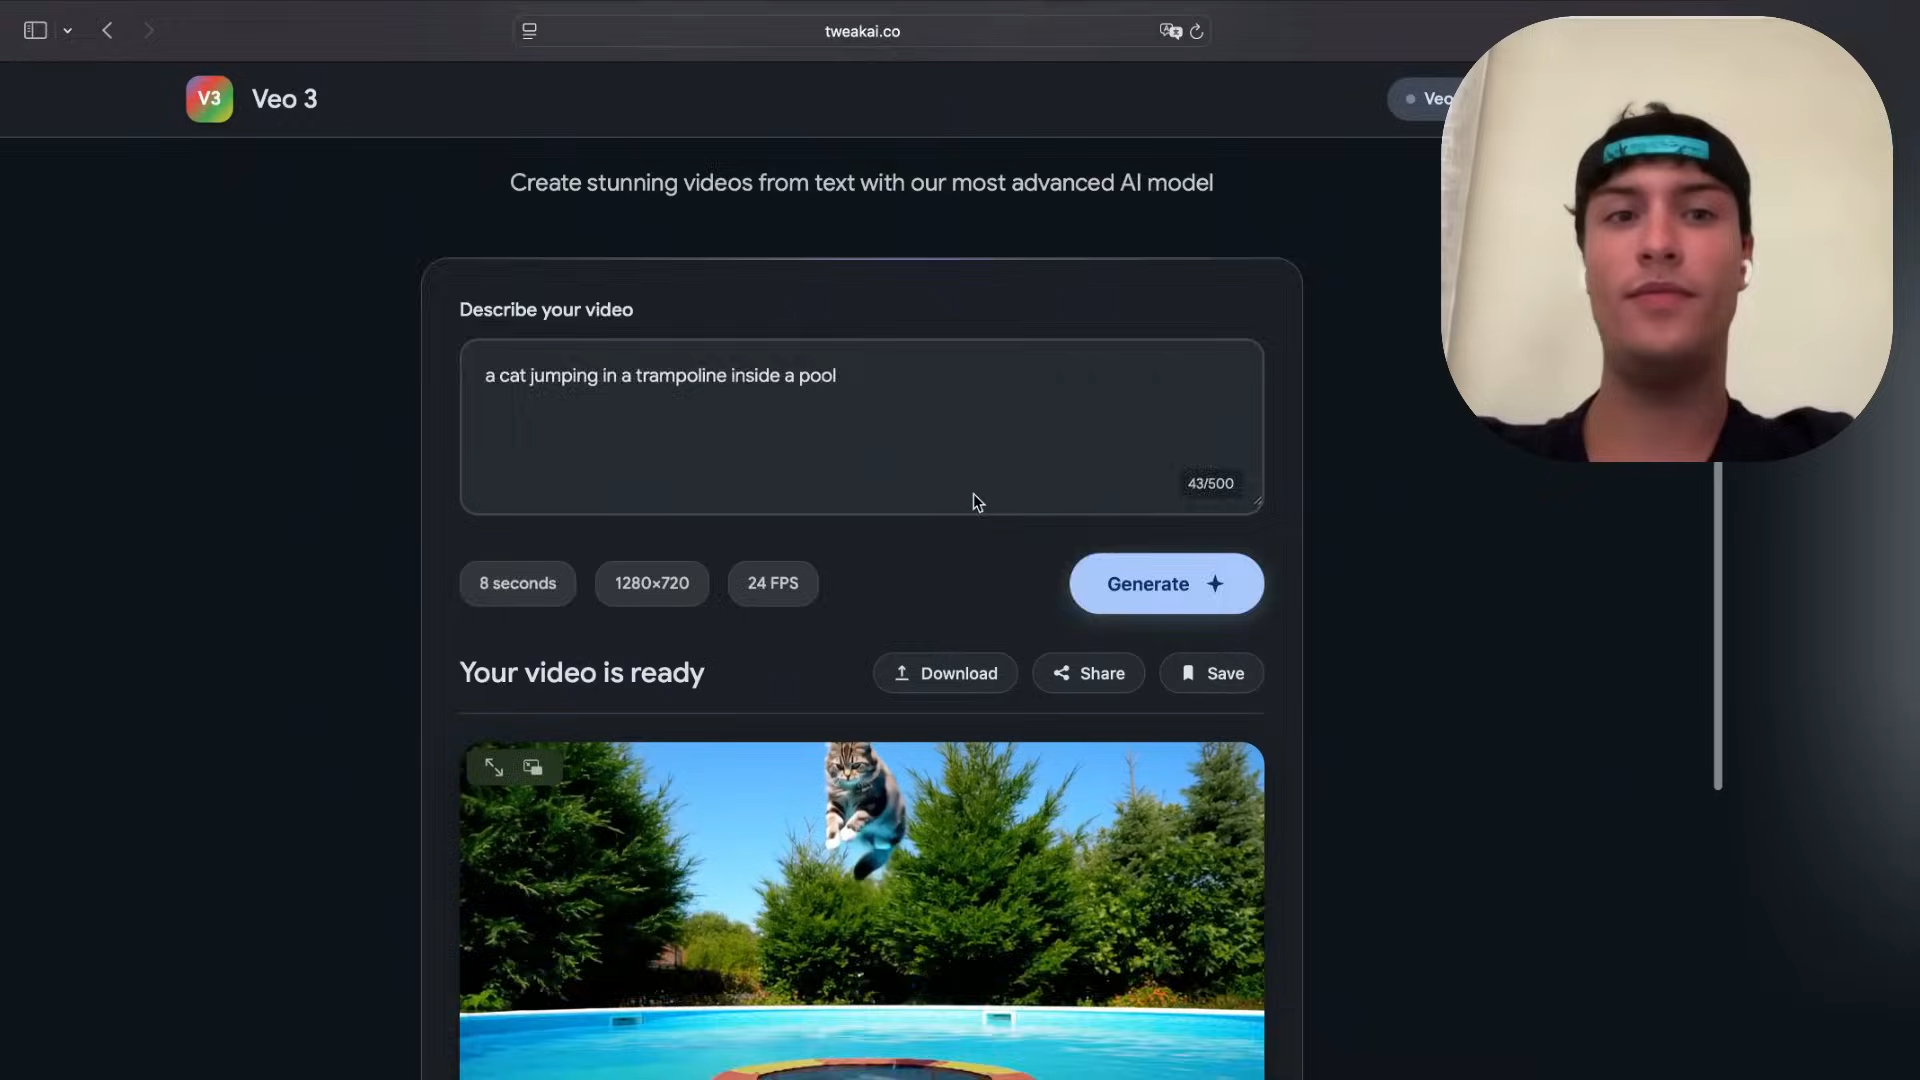 tweakai.co
V3 Veo 3
Veo
Create stunning videos from text with our most advanced AI model
Describe your video
a cat jumping in a trampoline inside a pool
43/500
8 seconds 1280×720 24 FPS Generate
Your video is ready Download Share Save